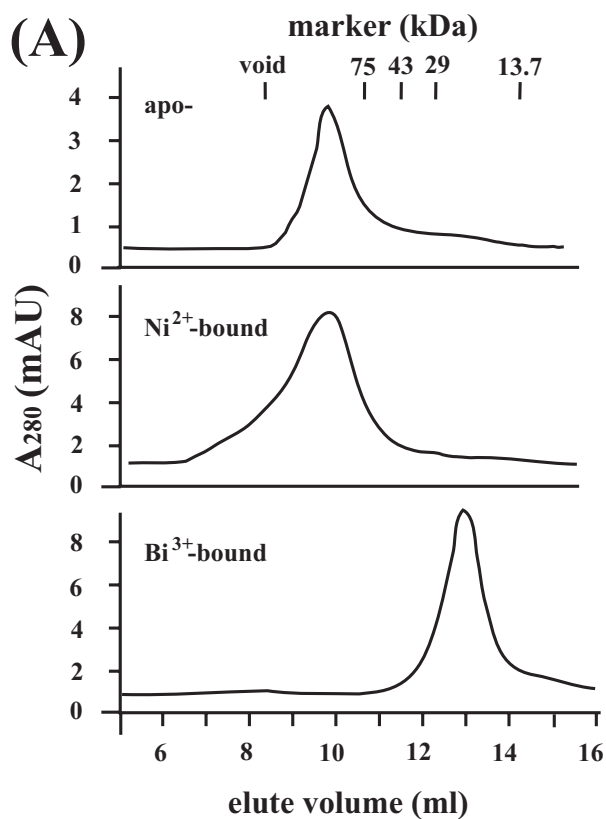 (A)
marker (kDa)
void 75 43 29 13.7
apo-
4
3
2
1
0
Ni2+-bound
8
6
4
2
0
A280 (mAU)
Bi3+-bound
8
6
4
2
0
6 8 10 12 14 16
elute volume (ml)